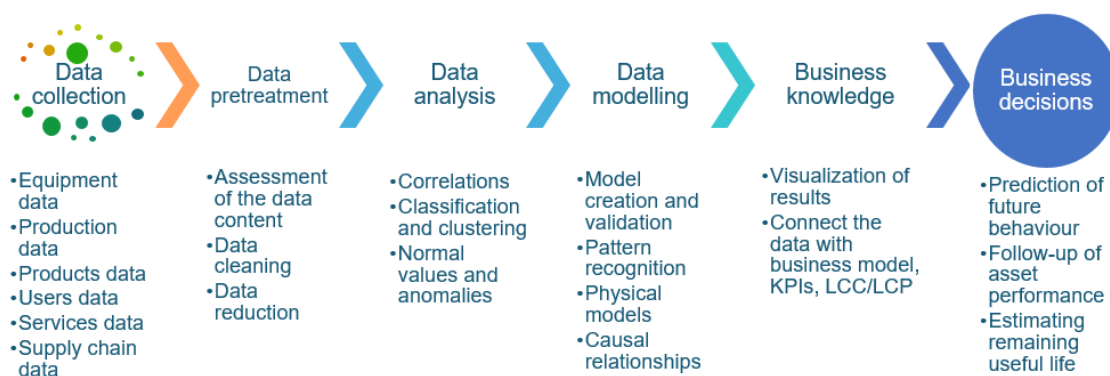 Data
collection
Data
pretreatment
Data
analysis
Data
modelling
Business
knowledge
Business
decisions
•Equipment
data
•Production
data
•Products data
•Users data
•Services data
•Supply chain
data
•Assessment
of the data
content
•Data
cleaning
•Data
reduction
•Correlations
•Classification
and clustering
•Normal
values and
anomalies
•Model
creation and
validation
•Pattern
recognition
•Physical
models
•Causal
relationships
•Visualization of
results
•Connect the
data with
business model,
KPIs, LCC/LCP
•Prediction of
future
behaviour
•Follow-up of
asset
performance
•Estimating
remaining
useful life